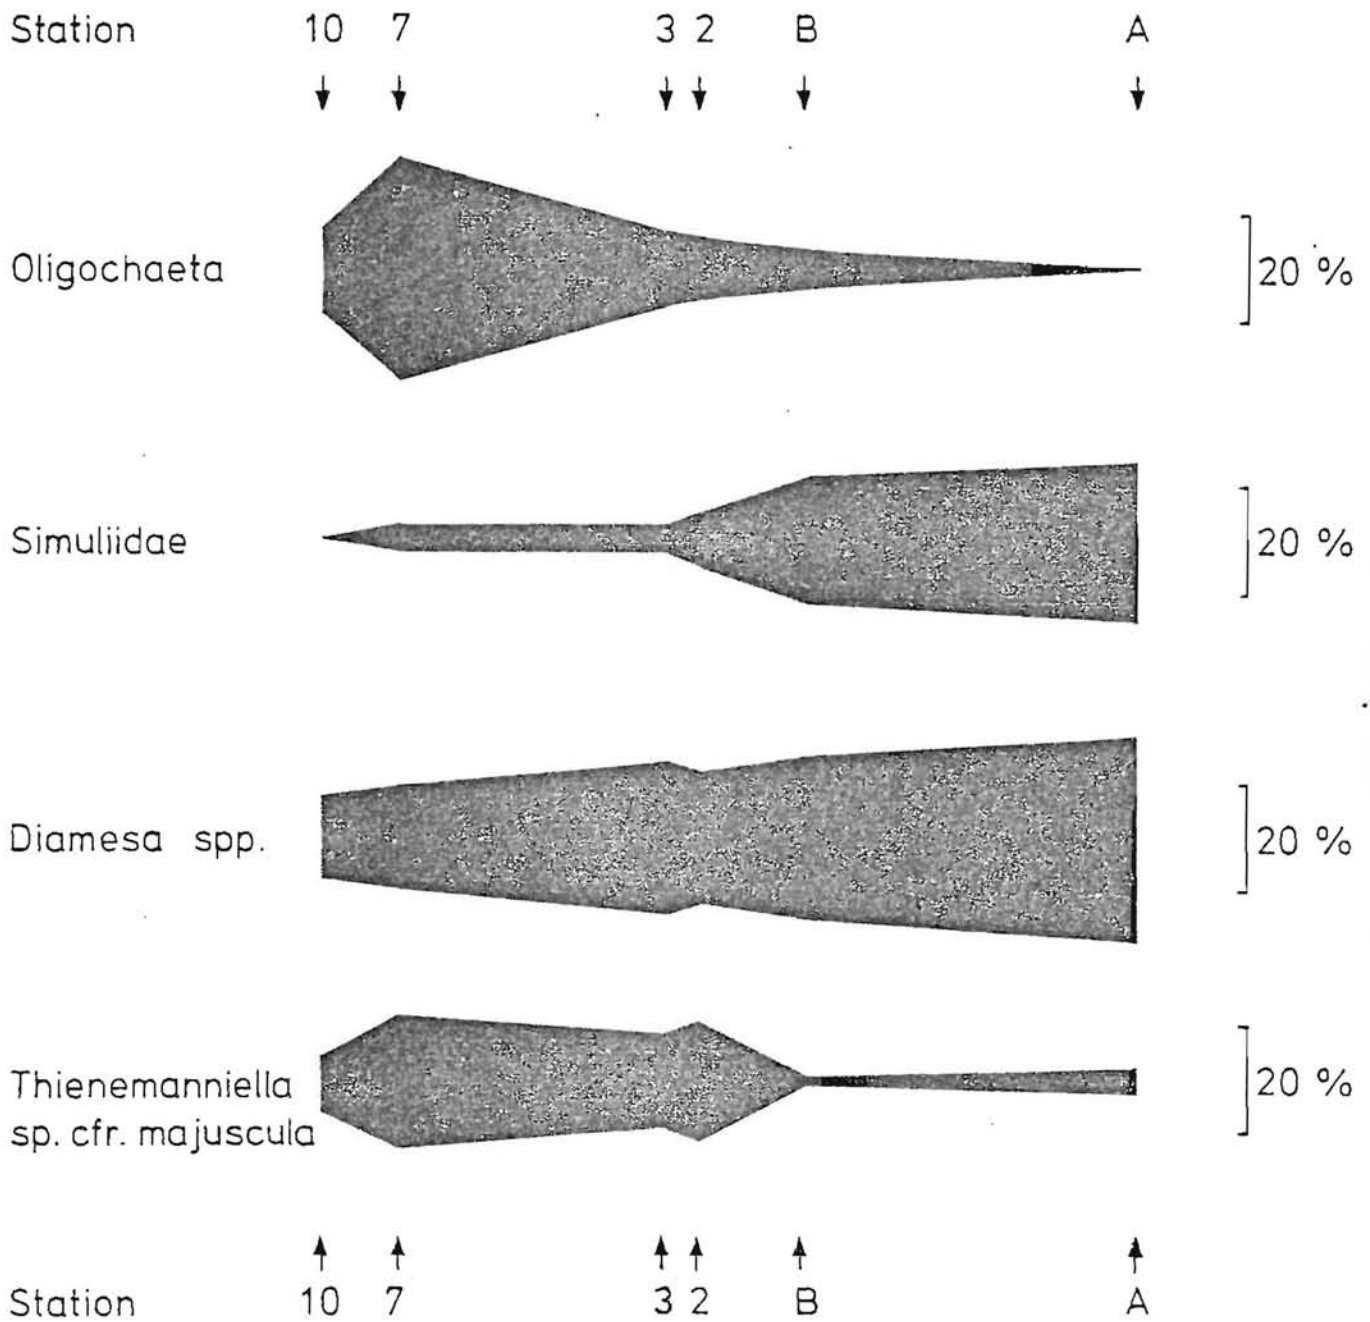 Station 10 7 3 2 B A
Oligochaeta 20 %
Simuliidae 20 %
Diamesa spp. 20 %
Thienemanniella 20 %
sp. cfr. majuscula
Station 10 7 3 2 B A